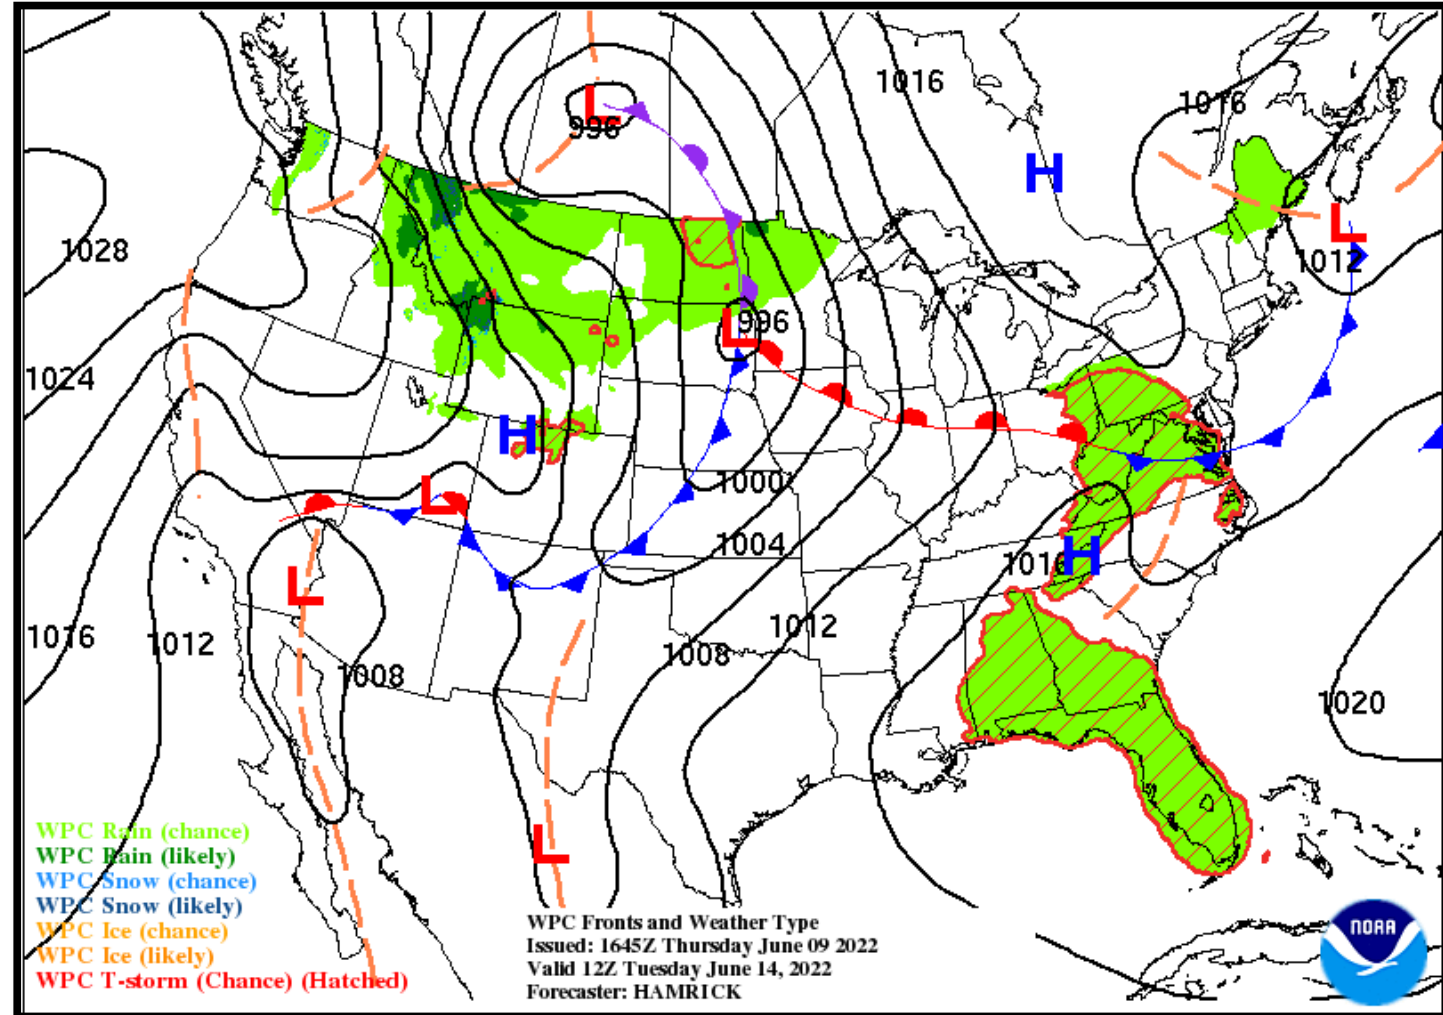 1016
1016
L
996
H
L
1028
1012
L
996
1024
H
L
1000
1004
1016
H
L
1016
1012
1012
1008
1008
1020
L
WPC Rain (chance)
WPC Rain (likely)
WPC Snow (chance)
WPC Snow (likely)
WPC Ice (chance)
WPC Ice (likely)
WPC T-storm (Chance) (Hatched)
WPC Fronts and Weather Type
Issued: 1645Z Thursday June 09 2022
Valid 12Z Tuesday June 14, 2022
Forecaster: HAMRICK
NOAA